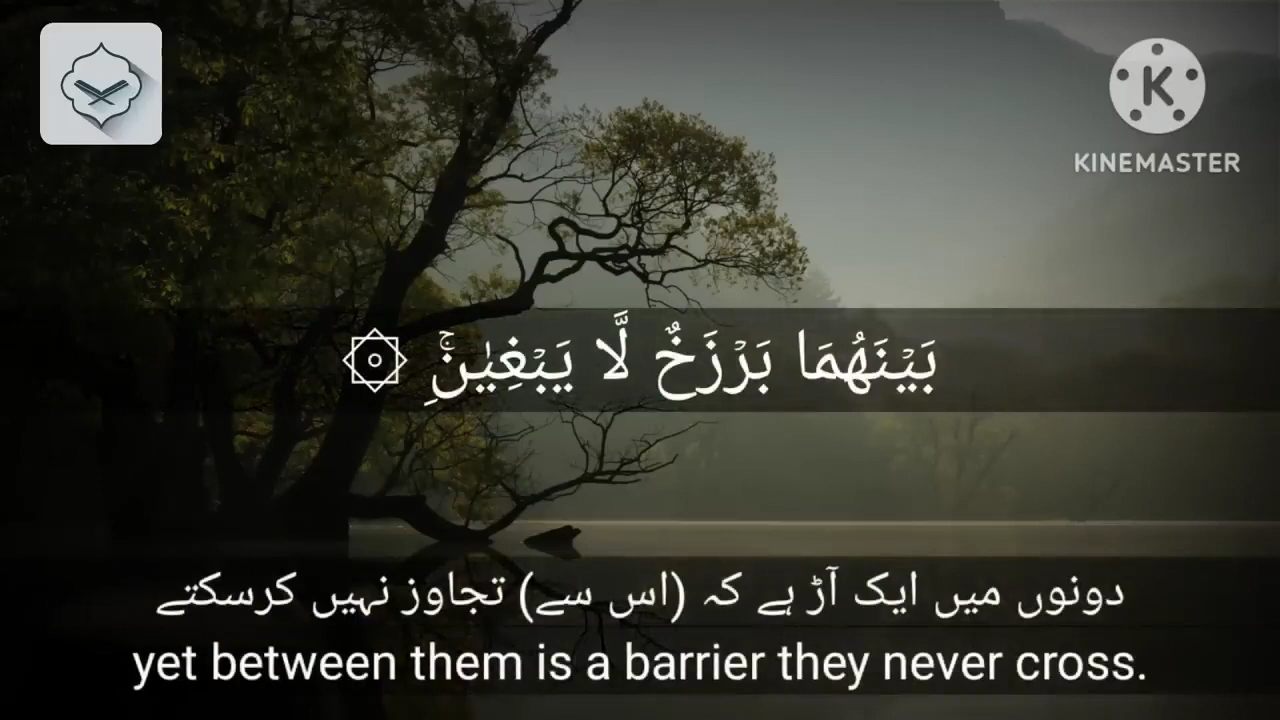 KINEMASTER
بَيۡنَهُمَا بَرۡزَخٌ لَّا يَبۡغِيٰنِۚ ۞
دونوں میں ایک آڑ ہے کہ (اس سے) تجاوز نہیں کرسکتے
yet between them is a barrier they never cross.